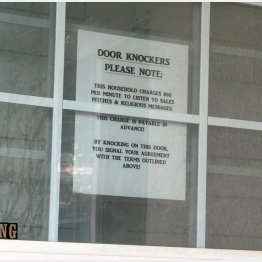 DOOR KNOCKERS
PLEASE NOTE:
THIS HOUSEHOLD CHARGES $50
PER MINUTE TO LISTEN TO SALES
PITCHES & RELIGIOUS MESSAGES.
THIS CHARGE IS PAYABLE IN
ADVANCE!
BY KNOCKING ON THIS DOOR,
YOU SIGNAL YOUR AGREEMENT
WITH THE TERMS OUTLINED
ABOVE!
NG